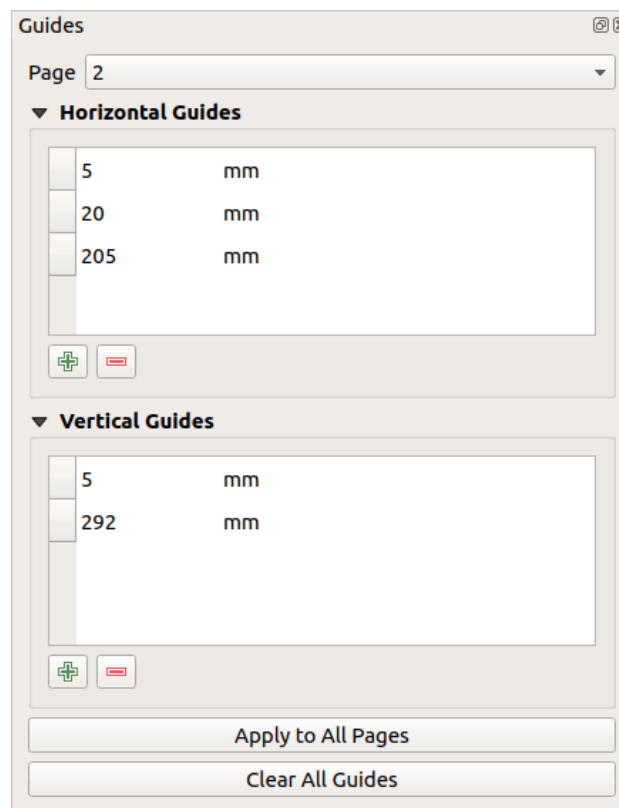 Guides
Page 2
Horizontal Guides
5 mm
20 mm
205 mm
Vertical Guides
5 mm
292 mm
Apply to All Pages
Clear All Guides